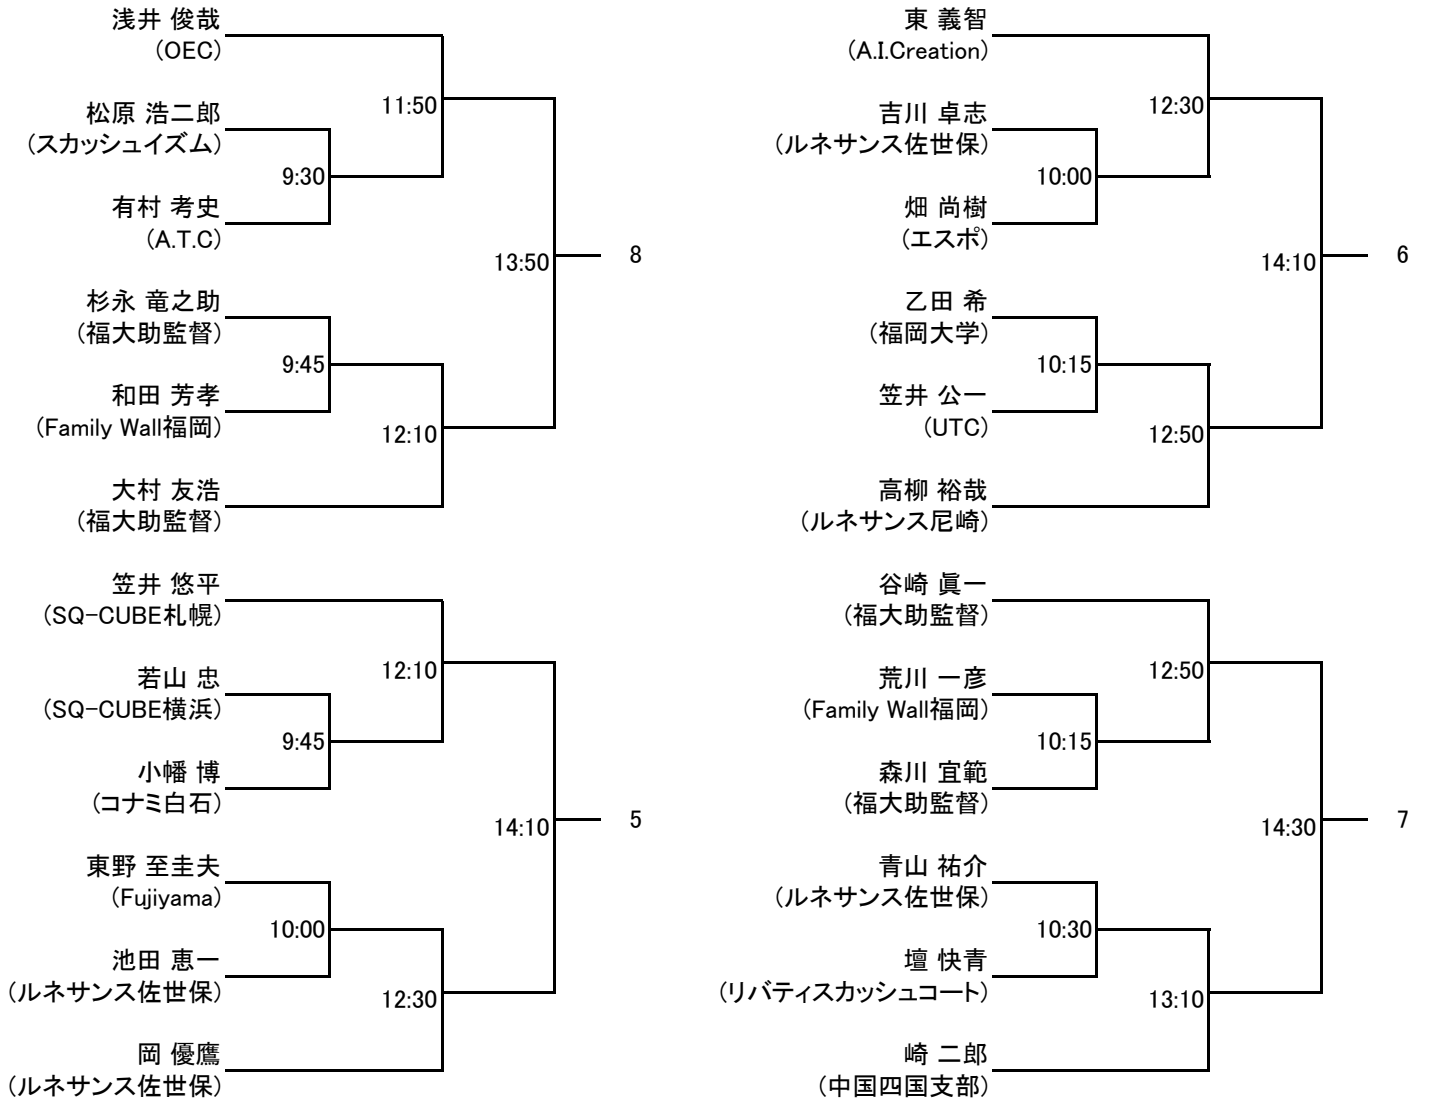 浅井 俊哉
(OEC)
11:50
松原 浩二郎
(スカッシュイズム)
9:30
有村 考史
(A.T.C)
13:50
8
杉永 竜之助
(福大助監督)
9:45
和田 芳孝
(Family Wall福岡)
12:10
大村 友浩
(福大助監督)
笠井 悠平
(SQ-CUBE札幌)
12:10
若山 忠
(SQ-CUBE横浜)
9:45
小幡 博
(コナミ白石)
14:10
5
東野 至圭夫
(Fujiyama)
10:00
池田 恵一
(ルネサンス佐世保)
12:30
岡 優鷹
(ルネサンス佐世保)
東 義智
(A.I.Creation)
12:30
吉川 卓志
(ルネサンス佐世保)
10:00
畑 尚樹
(エスポ)
14:10
6
乙田 希
(福岡大学)
10:15
笠井 公一
(UTC)
12:50
高柳 裕哉
(ルネサンス尼崎)
谷崎 眞一
(福大助監督)
12:50
荒川 一彦
(Family Wall福岡)
10:15
森川 宜範
(福大助監督)
14:30
7
青山 祐介
(ルネサンス佐世保)
10:30
壇 快青
(リバティスカッシュコート)
13:10
崎 二郎
(中国四国支部)